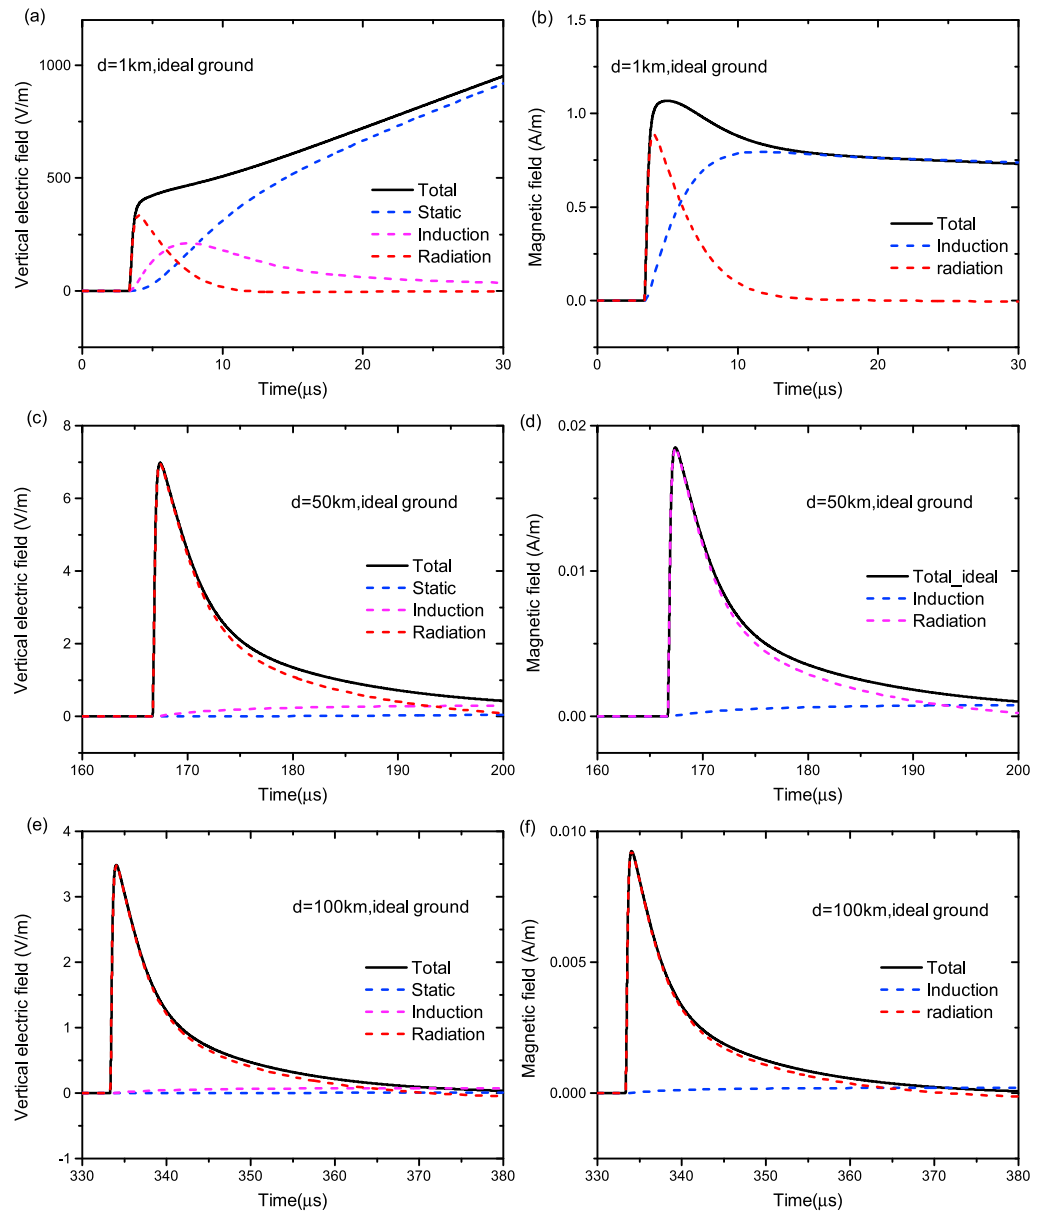 (a)
Vertical electric field (V/m)
1000
500
0
d=1km,ideal ground
Total
Static
Induction
Radiation
0
5
10
15
20
25
30
Time(μs)
(b)
Magnetic field (A/m)
1.5
1.0
0.5
0.0
d=1km,ideal ground
Total
Induction
radiation
0
10
20
30
Time(μs)
(c)
Vertical electric field (V/m)
8
6
4
2
0
d=50km,ideal ground
Total
Static
Induction
Radiation
160
170
180
190
200
Time(μs)
(d)
Magnetic field (A/m)
0.02
0.01
0.00
d=50km,ideal ground
Total_ideal
Induction
Radiation
160
170
180
190
200
Time(μs)
(e)
Vertical electric field (V/m)
4
3
2
1
0
-1
d=100km,ideal ground
Total
Static
Induction
Radiation
330
340
350
360
370
380
Time(μs)
(f)
Magnetic field (A/m)
0.010
0.005
0.000
d=100km,ideal ground
Total
Induction
radiation
330
340
350
360
370
380
Time(μs)